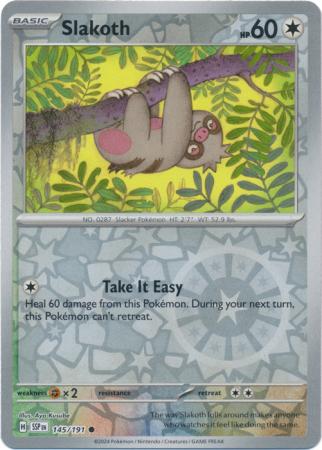 BASIC
Slakoth
HP 60
NO. 0287 Slacker Pokémon HT: 2'7" WT: 52.9 lbs.
Take It Easy
Heal 60 damage from this Pokémon. During your next turn,
this Pokémon can't retreat.
weakness ×2 resistance retreat
Illus. Ayo Kusube
H SSP EN 145/191
The way Slakoth lolls around makes anyone
who watches it feel like doing the same.
©2024 Pokémon / Nintendo / Creatures / GAME FREAK